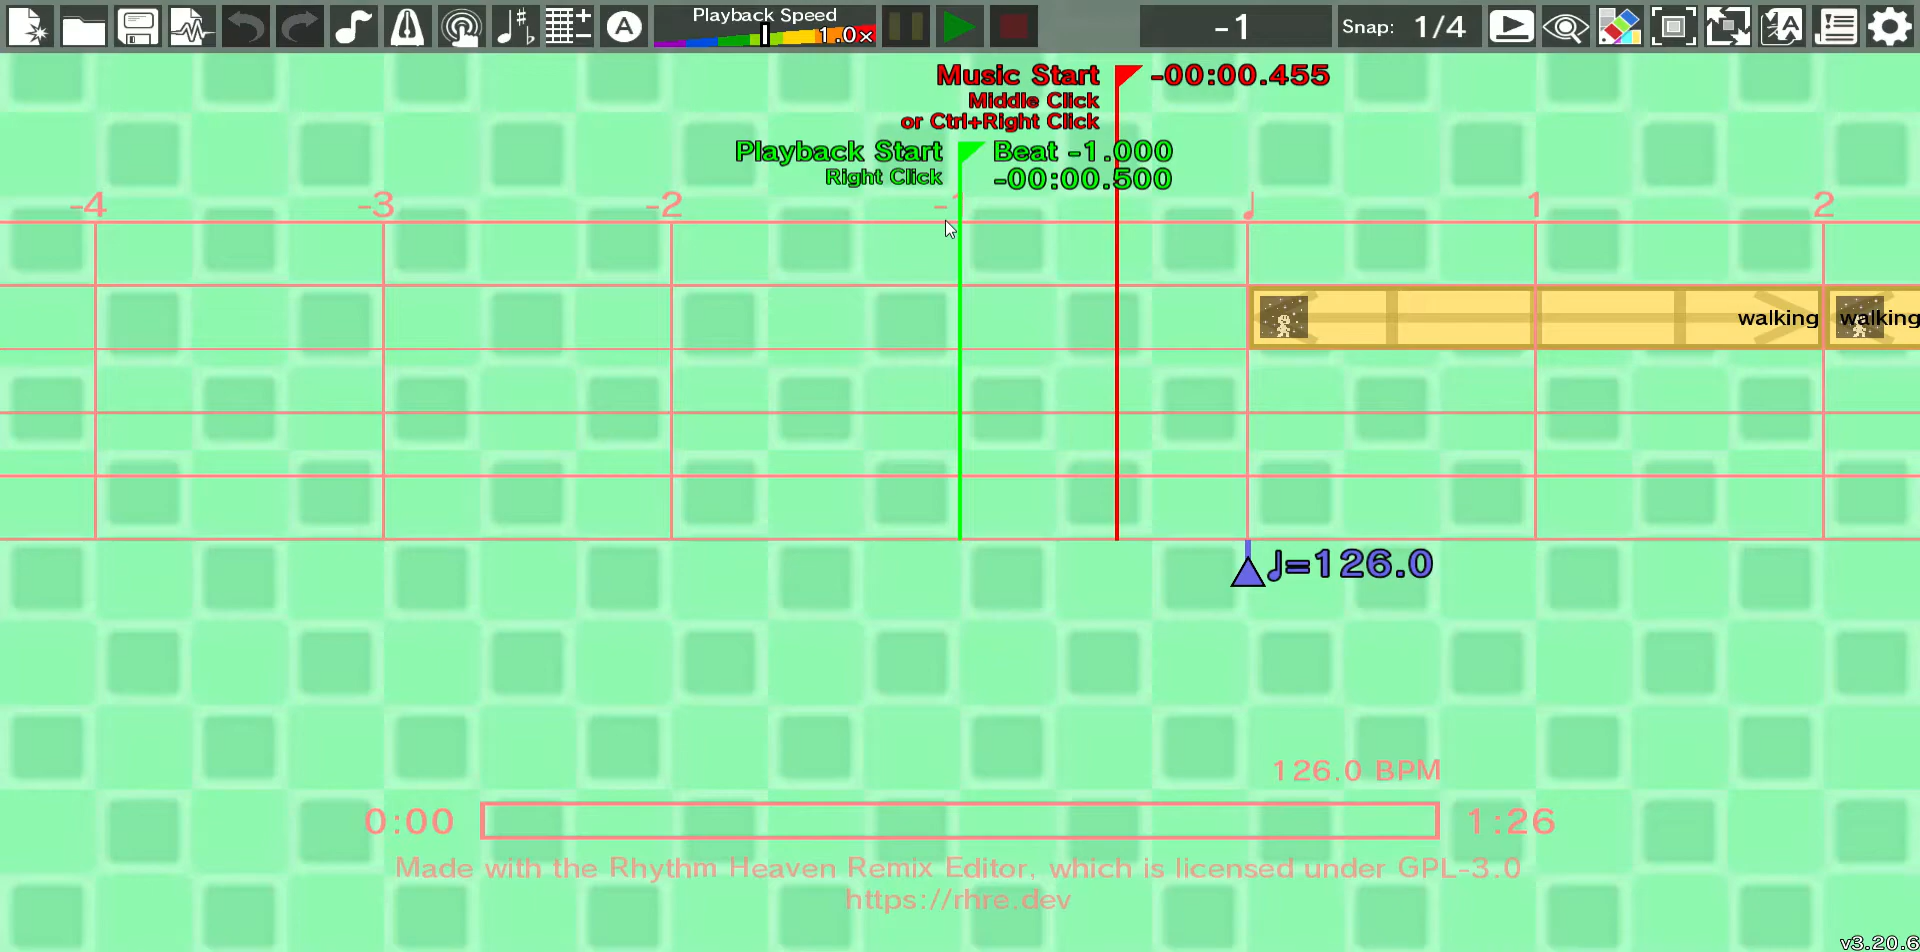 Playback Speed
1.0x
-1
Snap: 1/4
Music Start
-00:00.455
Middle Click
or Ctrl+Right Click
Playback Start
Beat -1.000
Right Click
-00:00.500
-4 -3 -2 -1 1 2
walking walking
♩=126.0
126.0 BPM
0:00
1:26
Made with the Rhythm Heaven Remix Editor, which is licensed under GPL-3.0
https://rhre.dev
v3.20.6